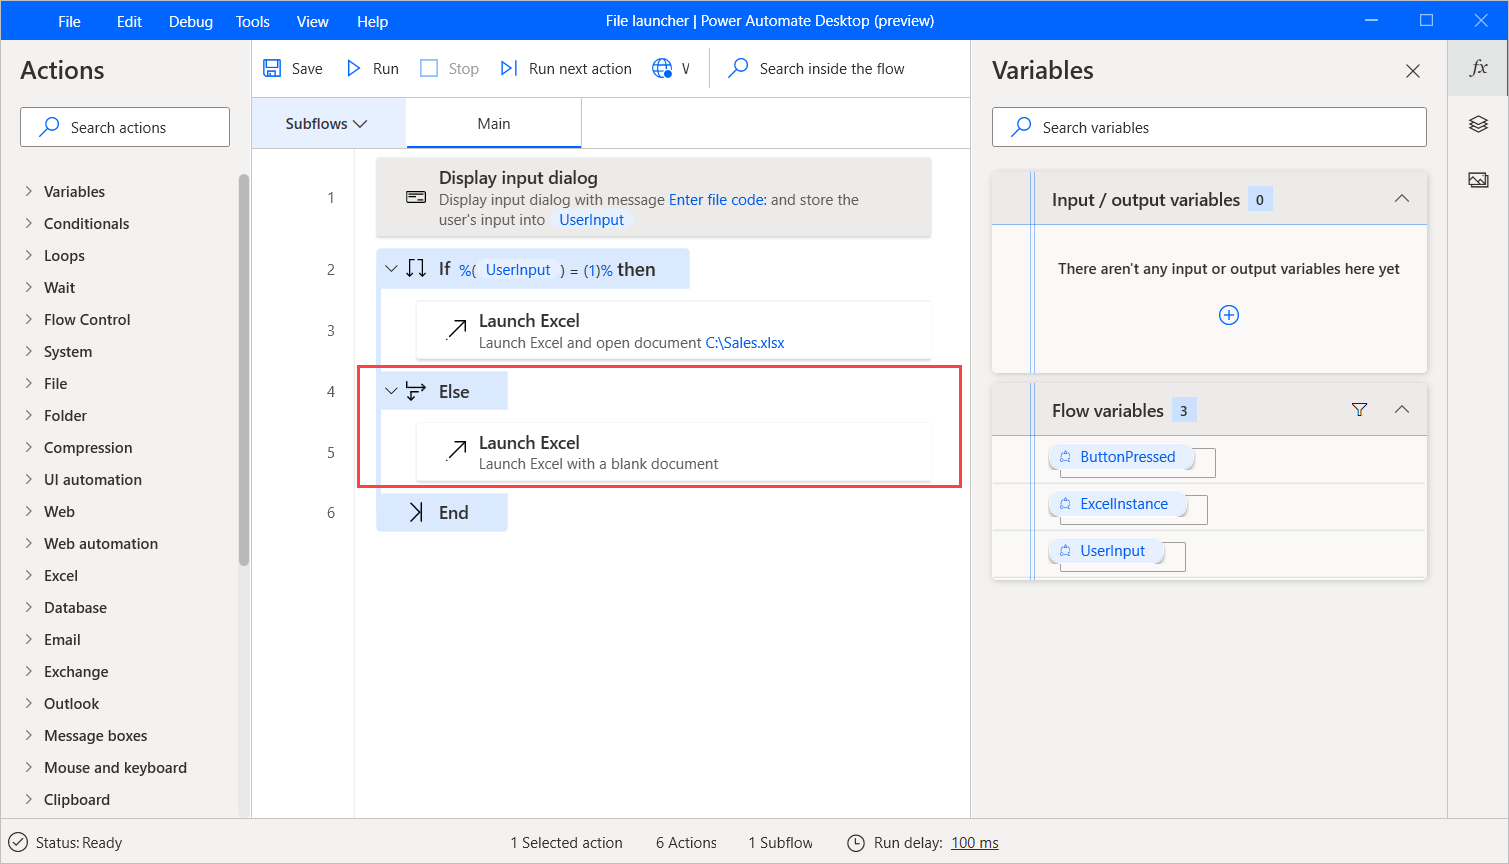 File Edit Debug Tools View Help
File launcher | Power Automate Desktop (preview)
Actions
Search actions
Variables
Conditionals
Loops
Wait
Flow Control
System
File
Folder
Compression
UI automation
Web
Web automation
Excel
Database
Email
Exchange
Outlook
Message boxes
Mouse and keyboard
Clipboard
Save Run Stop Run next action Search inside the flow
Subflows Main
1
Display input dialog
Display input dialog with message Enter file code: and store the
user's input into UserInput
2 If %( UserInput ) = (1)% then
3
Launch Excel
Launch Excel and open document C:\Sales.xlsx
4 Else
5
Launch Excel
Launch Excel with a blank document
6 End
Variables
fx
Search variables
Input / output variables 0
There aren't any input or output variables here yet
Flow variables 3
ButtonPressed
ExcelInstance
UserInput
Status: Ready 1 Selected action 6 Actions 1 Subflow Run delay: 100 ms